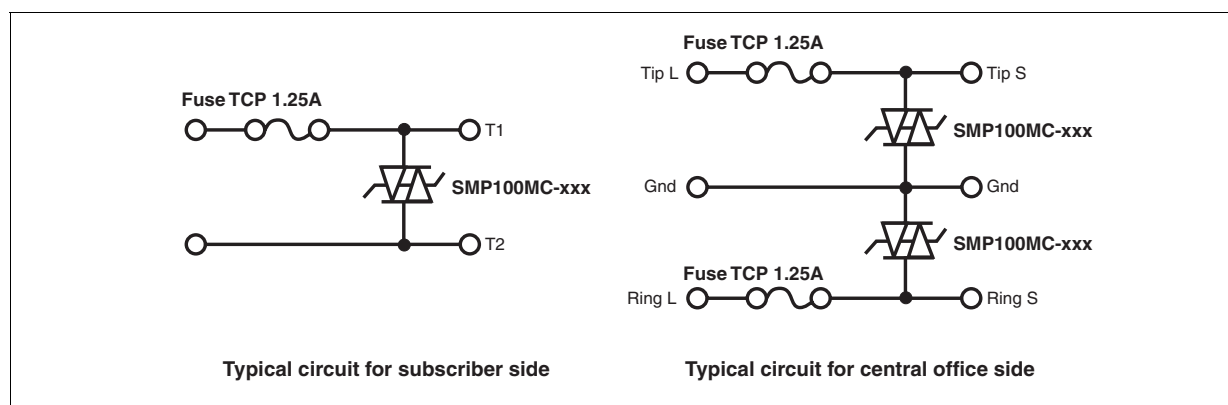 Fuse TCP 1.25A
T1
SMP100MC-xxx
T2
Typical circuit for subscriber side
Fuse TCP 1.25A
Tip L
Tip S
SMP100MC-xxx
Gnd
Gnd
SMP100MC-xxx
Fuse TCP 1.25A
Ring L
Ring S
Typical circuit for central office side